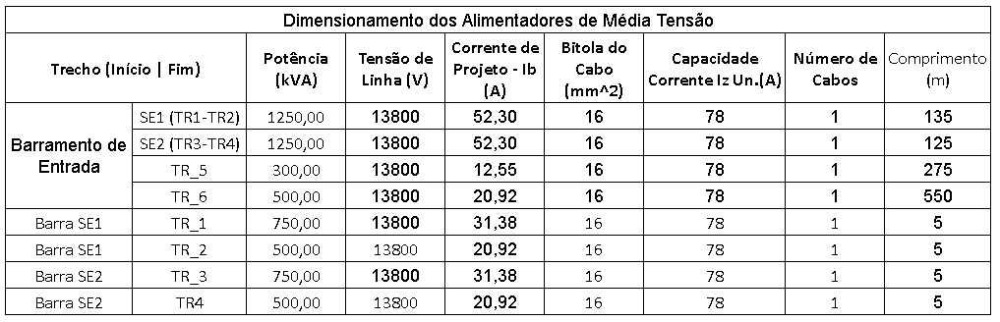 Dimensionamento dos Alimentadores de Média Tensão
Trecho (Início | Fim) Potência (kVA) Tensão de Linha (V) Corrente de Projeto - Ib (A) Bitola do Cabo (mm^2) Capacidade Corrente Iz Un.(A) Número de Cabos Comprimento (m)
Barramento de Entrada
SE1 (TR1-TR2) 1250,00 13800 52,30 16 78 1 135
SE2 (TR3-TR4) 1250,00 13800 52,30 16 78 1 125
TR_5 300,00 13800 12,55 16 78 1 275
TR_6 500,00 13800 20,92 16 78 1 550
Barra SE1 TR_1 750,00 13800 31,38 16 78 1 5
Barra SE1 TR_2 500,00 13800 20,92 16 78 1 5
Barra SE2 TR_3 750,00 13800 31,38 16 78 1 5
Barra SE2 TR4 500,00 13800 20,92 16 78 1 5